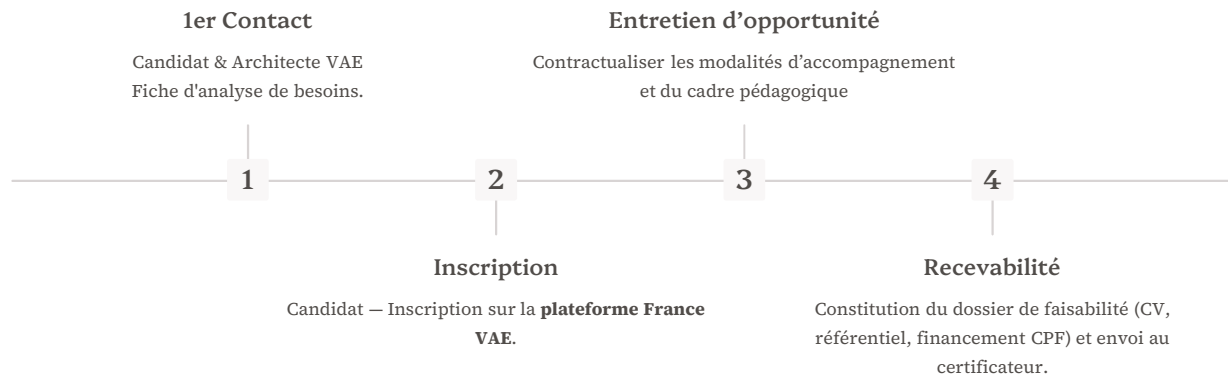 1er Contact
Candidat & Architecte VAE
Fiche d'analyse de besoins.
Entretien d’opportunité
Contractualiser les modalités d’accompagnement
et du cadre pédagogique
1
2
3
4
Inscription
Candidat — Inscription sur la plateforme France
VAE.
Recevabilité
Constitution du dossier de faisabilité (CV,
référentiel, financement CPF) et envoi au
certificateur.